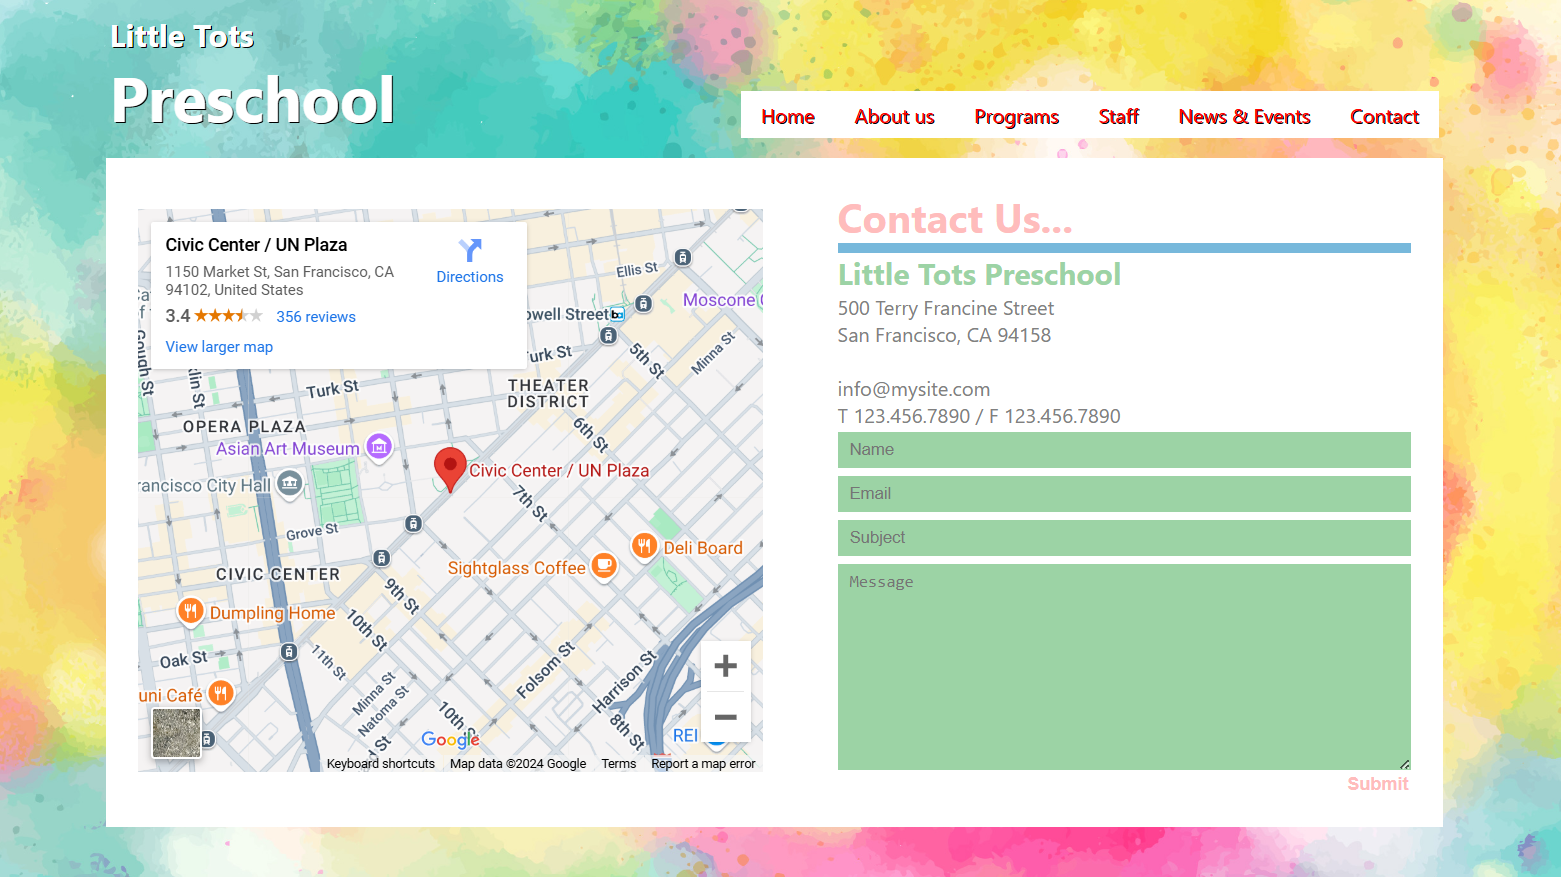 Little Tots
Preschool
Home About us Programs Staff News & Events Contact
Civic Center / UN Plaza
1150 Market St, San Francisco, CA
94102, United States
3.4 356 reviews
View larger map
Directions
Ellis St
Moscone
owell Street
Turk St
5th St
Minna St
Turk St
THEATER
DISTRICT
OPERA PLAZA
Asian Art Museum
6th St
Civic Center / UN Plaza
rancisco City Hall
7th St
Grove St
Deli Board
Sightglass Coffee
CIVIC CENTER
9th St
Dumpling Home
10th St
11th St
Oak St
Folsom St
Harrison St
Minna St
Natoma St
uni Café
10th St
8th St
REI
Google
Keyboard shortcuts Map data ©2024 Google Terms Report a map error
Contact Us...
Little Tots Preschool
500 Terry Francine Street
San Francisco, CA 94158
info@mysite.com
T 123.456.7890 / F 123.456.7890
Name
Email
Subject
Message
Submit